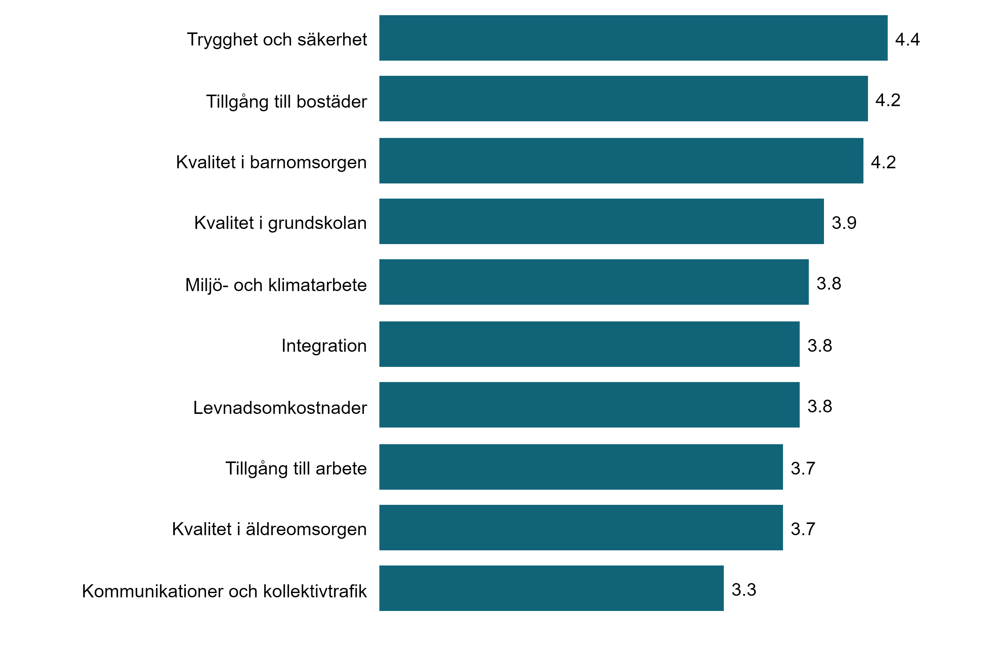 Trygghet och säkerhet 4.4
Tillgång till bostäder 4.2
Kvalitet i barnomsorgen 4.2
Kvalitet i grundskolan 3.9
Miljö- och klimatarbete 3.8
Integration 3.8
Levnadsomkostnader 3.8
Tillgång till arbete 3.7
Kvalitet i äldreomsorgen 3.7
Kommunikationer och kollektivtrafik 3.3